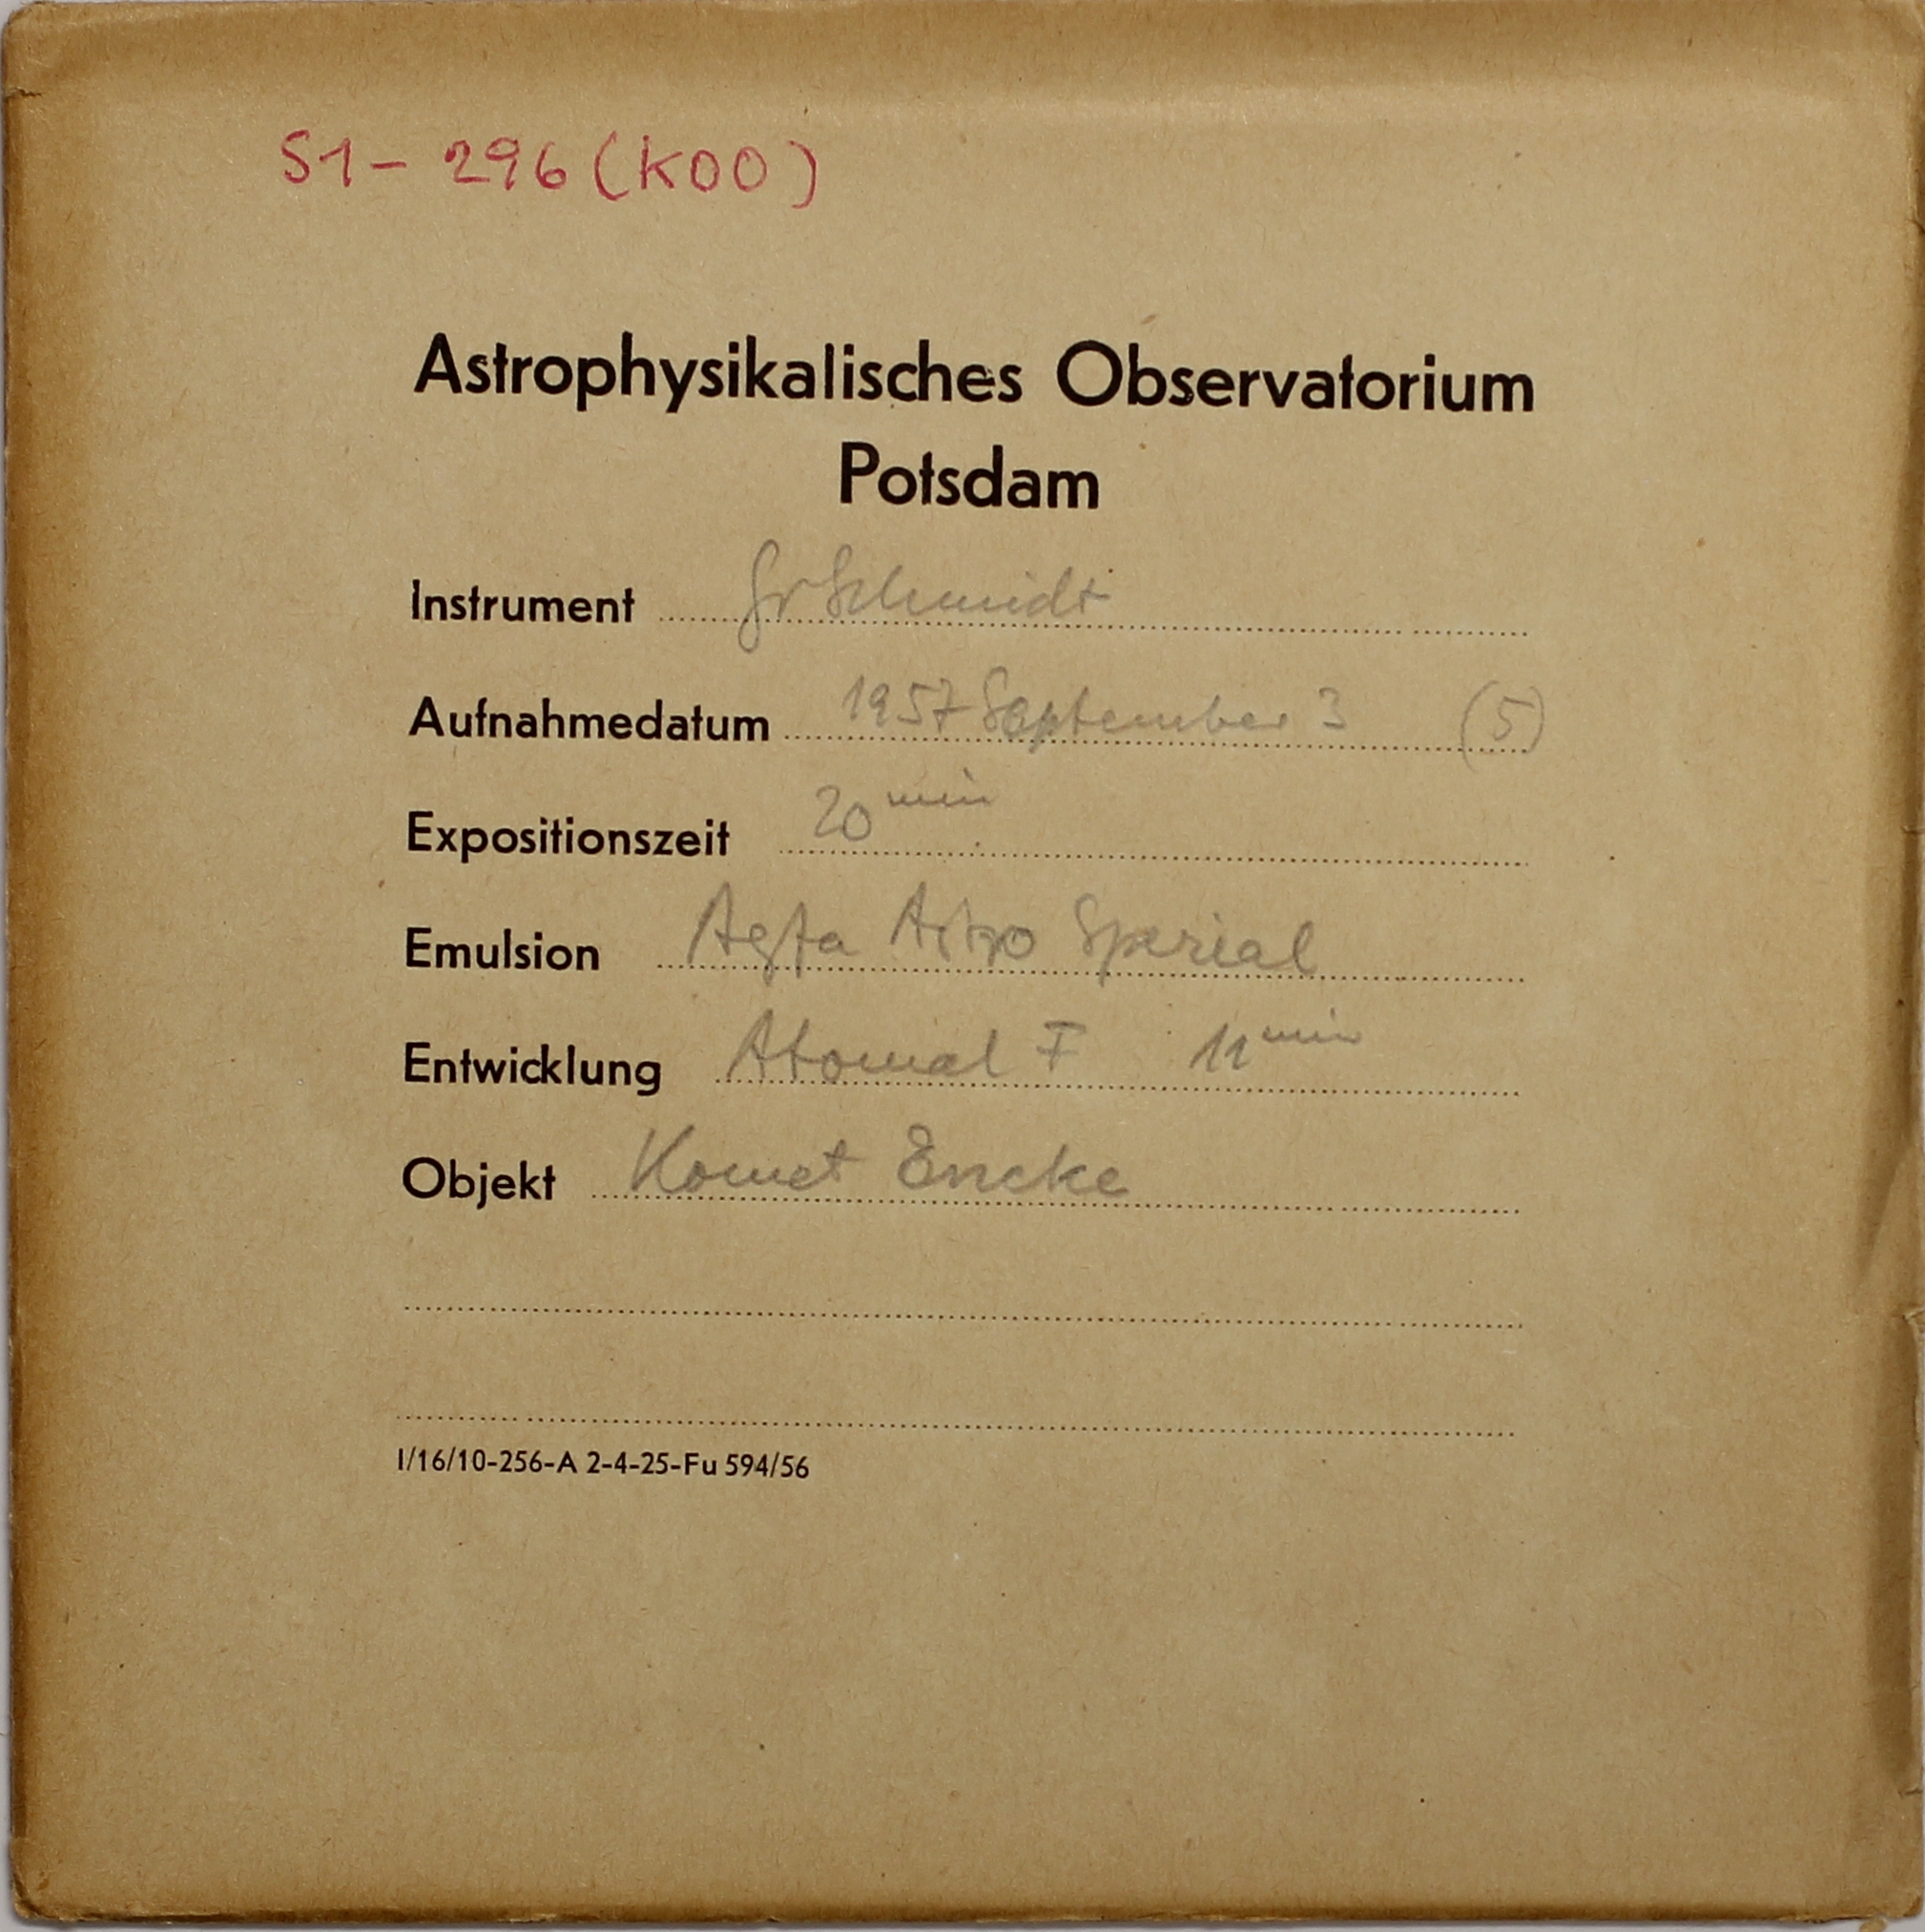 S1-296(K00)
Astrophysikalisches Observatorium
Potsdam
Instrument Gr Schmidt
Aufnahmedatum 1957 September 3 (5)
Expositionszeit 20 min
Emulsion Agfa Astro Spezial
Entwicklung Atomal F 11 min
Objekt Komet Encke
I/16/10-256-A 2-4-25-Fu 594/56